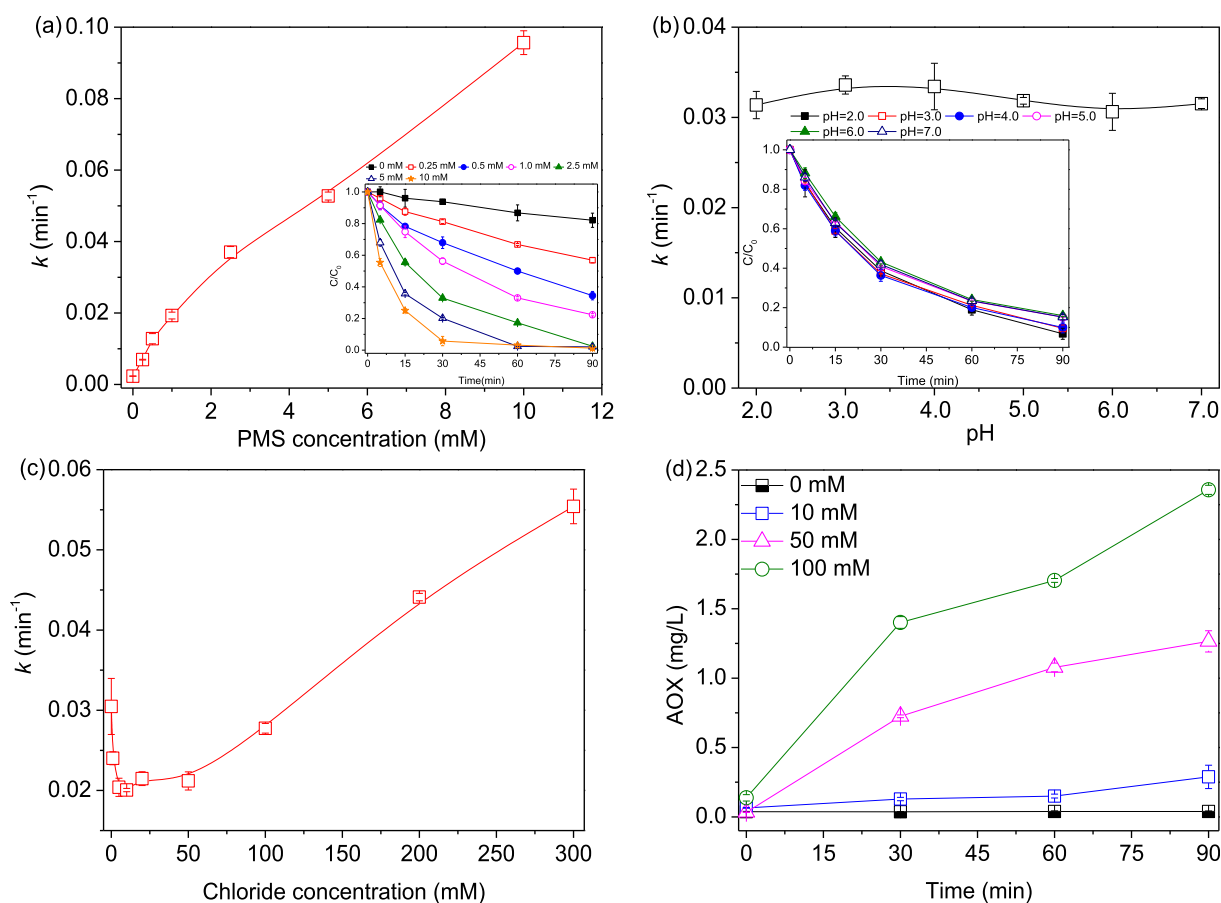 (a)
0.10
0.08
0.06
0.04
0.02
0.00
k (min-1)
0 2 4 6 8 10 12
PMS concentration (mM)
0 mM 0.25 mM 0.5 mM 1.0 mM 2.5 mM
5 mM 10 mM
1.0
0.8
0.6
0.4
0.2
0.0
C/C0
0 15 30 45 60 75 90
Time(min)
(b)
0.04
0.03
0.02
0.01
0.00
k (min-1)
2.0 3.0 4.0 5.0 6.0 7.0
pH
pH=2.0 pH=3.0 pH=4.0 pH=5.0
pH=6.0 pH=7.0
1.0
0.8
0.6
0.4
0.2
0.0
C/C0
0 15 30 45 60 75 90
Time (min)
(c)
0.06
0.05
0.04
0.03
0.02
k (min-1)
0 50 100 150 200 250 300
Chloride concentration (mM)
(d)
2.5
2.0
1.5
1.0
0.5
0.0
AOX (mg/L)
0 mM
10 mM
50 mM
100 mM
0 15 30 45 60 75 90
Time (min)